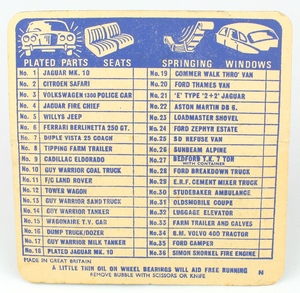 PLATED PARTS SEATS SPRINGING WINDOWS
No. 1 JAGUAR MK. 10
No. 2 CITROEN SAFARI
No. 3 VOLKSWAGEN 1300 POLICE CAR
No. 4 JAGUAR FIRE CHIEF
No. 5 WILLYS JEEP
No. 6 FERRARI BERLINETTA 250 GT.
No. 7 DUPLE VISTA 25 COACH
No. 8 TIPPING FARM TRAILER
No. 9 CADILLAC ELDORADO
No. 10 GUY WARRIOR COAL TRUCK
No. 11 F/C LAND ROVER
No. 12 TOWER WAGON
No. 13 GUY WARRIOR SAND TRUCK
No. 14 GUY WARRIOR TANKER
No. 15 WAGONAIRE T.V. CAR
No. 16 DUMP TRUCK/DOZER
No. 17 GUY WARRIOR MILK TANKER
No. 18 PLATED JAGUAR MK. 10
No. 19 COMMER WALK THRO' VAN
No. 20 FORD THAMES VAN
No. 21 'E' TYPE '2+2' JAGUAR
No. 22 ASTON MARTIN DB 6.
No. 23 LOADMASTER SHOVEL
No. 24 FORD ZEPHYR ESTATE
No. 25 SD REFUSE VAN
No. 26 SUNBEAM ALPINE
No. 27 BEDFORD T.K. 7 TON
WITH CONTAINER
No. 28 FORD BREAKDOWN TRUCK
No. 29 E.R.F. CEMENT MIXER TRUCK
No. 30 STUDEBAKER AMBULANCE
No. 31 OLDSMOBILE COUPE
No. 32 LUGGAGE ELEVATOR
No. 33 FARM TRAILER AND CALVES
No. 34 B.M. VOLVO 400 TRACTOR
No. 35 FORD CAMPER
No. 36 SIMON SNORKEL FIRE ENGINE
MADE IN GREAT BRITAIN
A LITTLE THIN OIL ON WHEEL BEARINGS WILL AID FREE RUNNING
REMOVE BUBBLE WITH SCISSORS OR KNIFE N